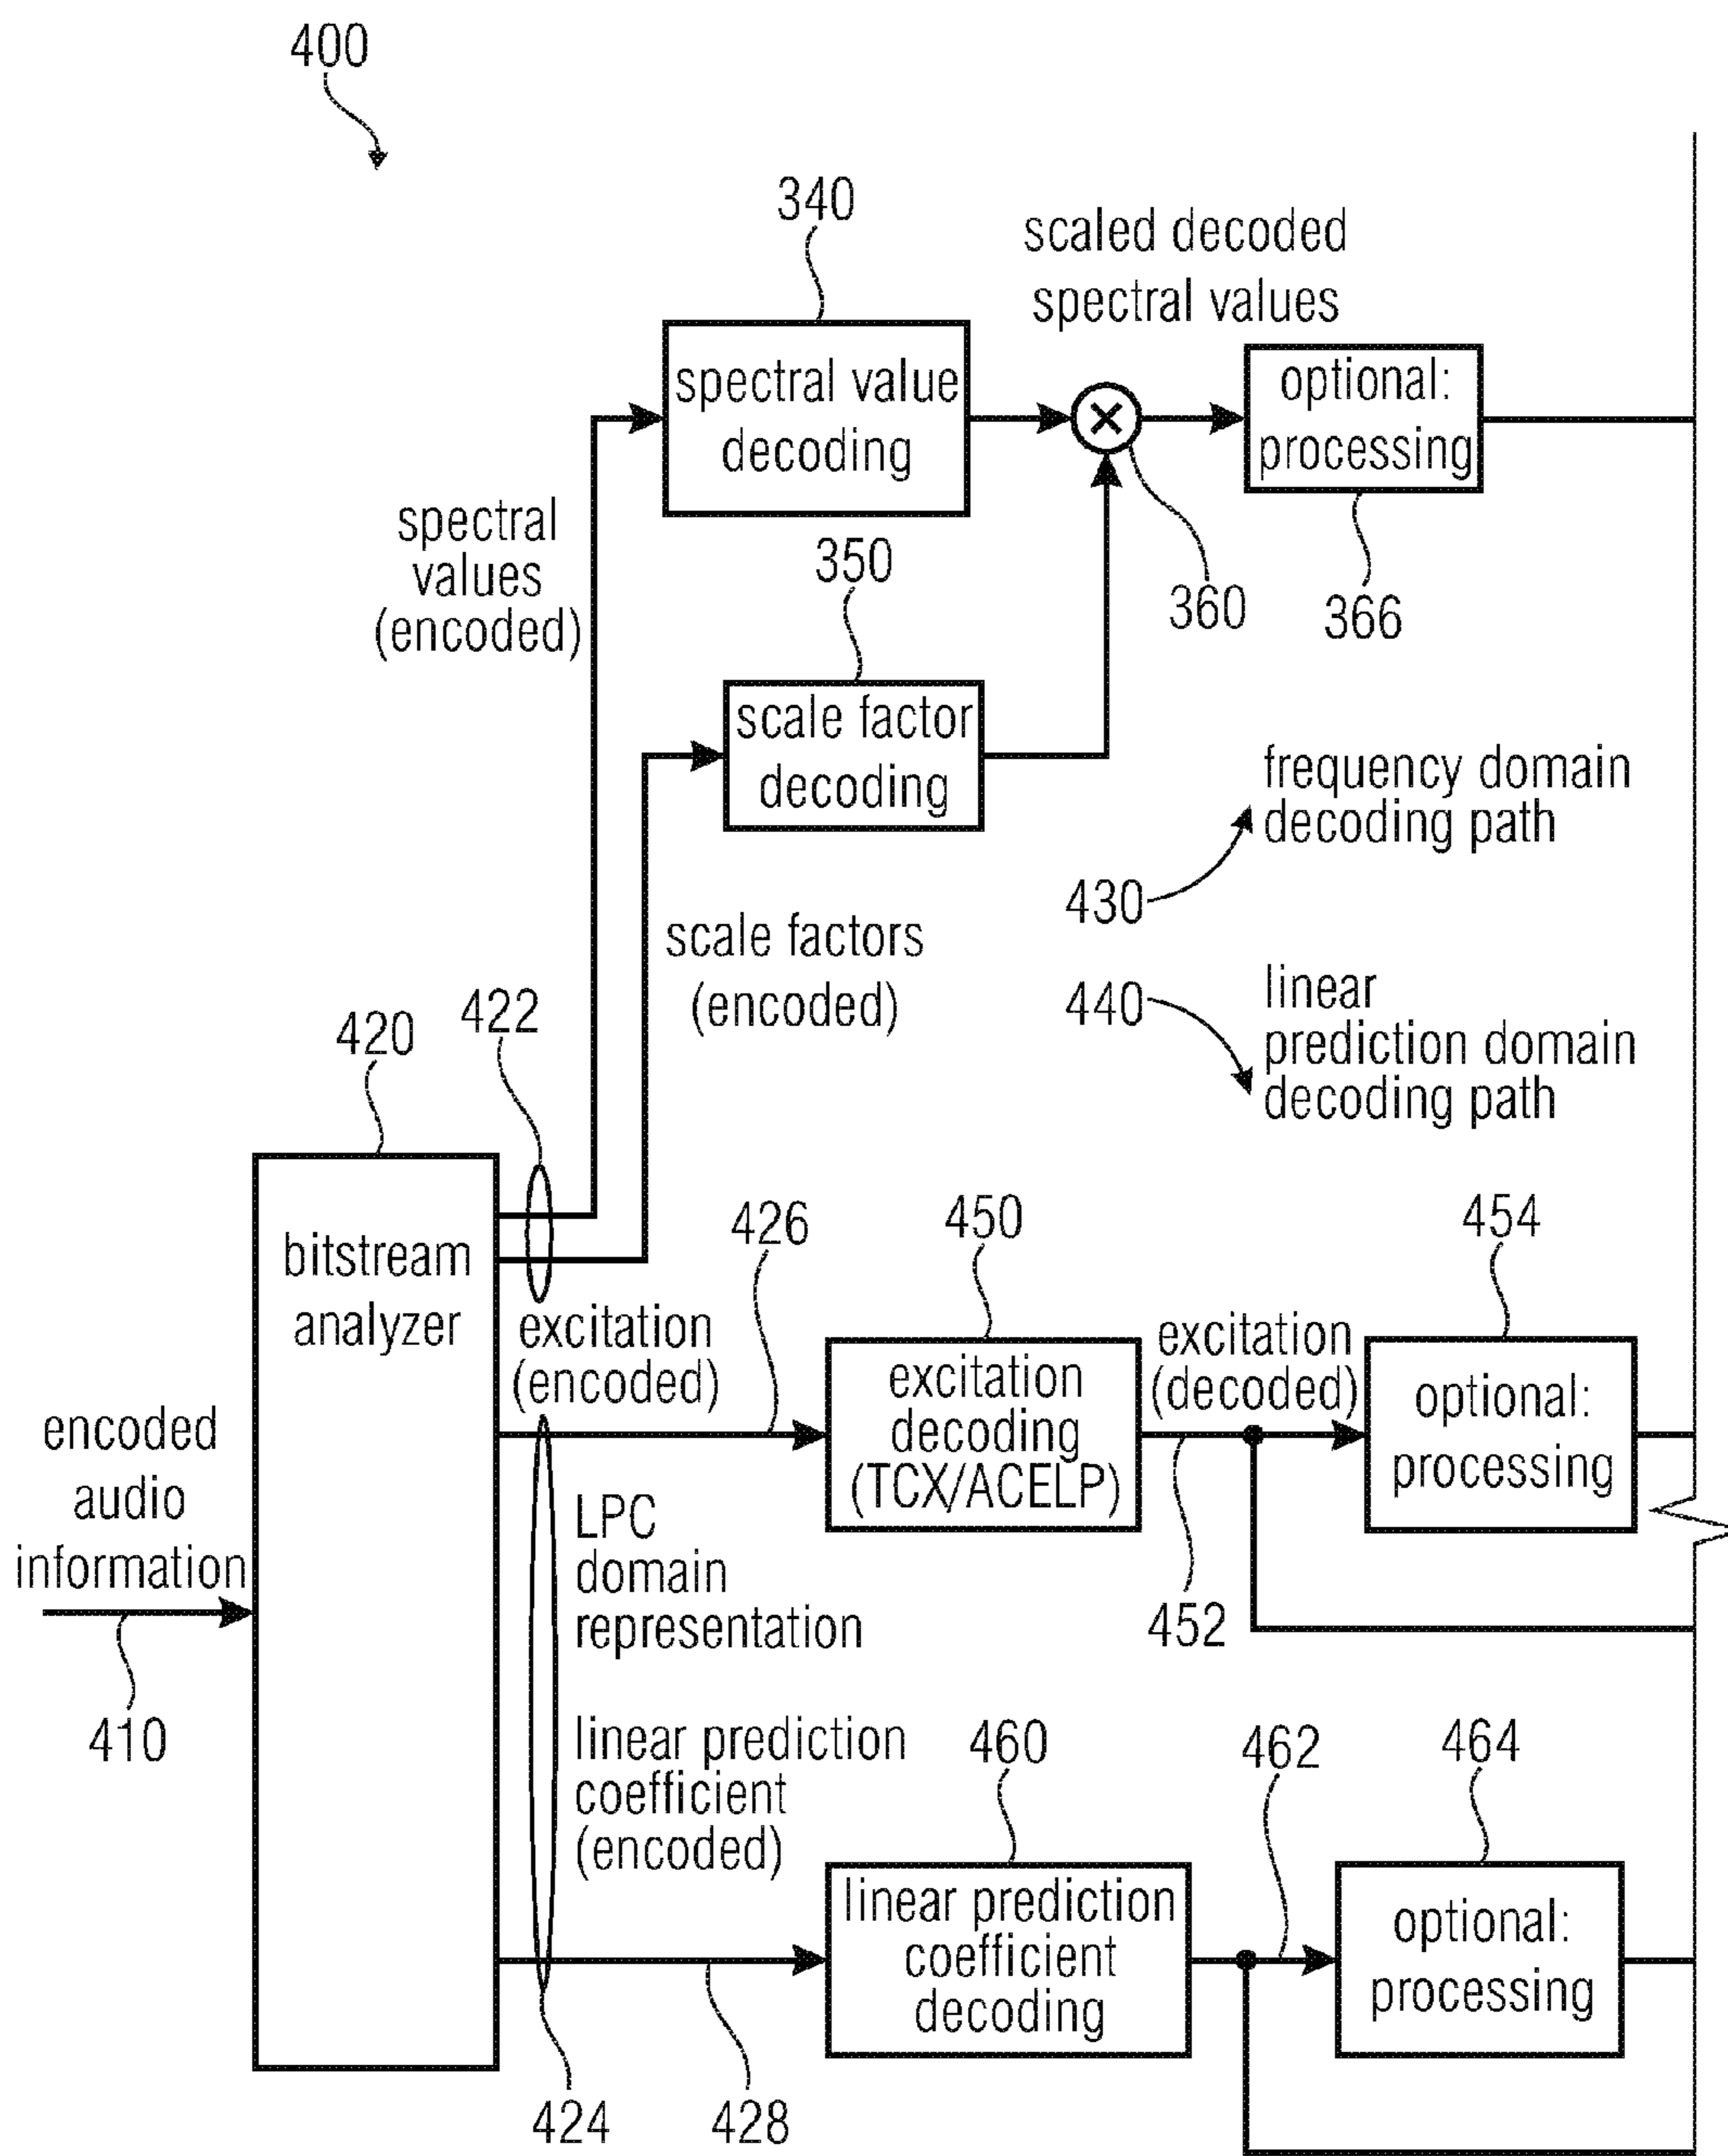 400
340
scaled decoded
spectral values
spectral value
decoding
optional:
processing
spectral
values
(encoded)
350
360
366
scale factor
decoding
frequency domain
decoding path
430
scale factors
(encoded)
440
linear
prediction domain
decoding path
422
420
426
450
454
bitstream
analyzer
excitation
(encoded)
excitation
decoding
(TCX/ACELP)
excitation
(decoded)
optional:
processing
encoded
audio
information
LPC
domain
representation
452
410
linear prediction
coefficient
(encoded)
460
462
464
linear prediction
coefficient
decoding
optional:
processing
424
428